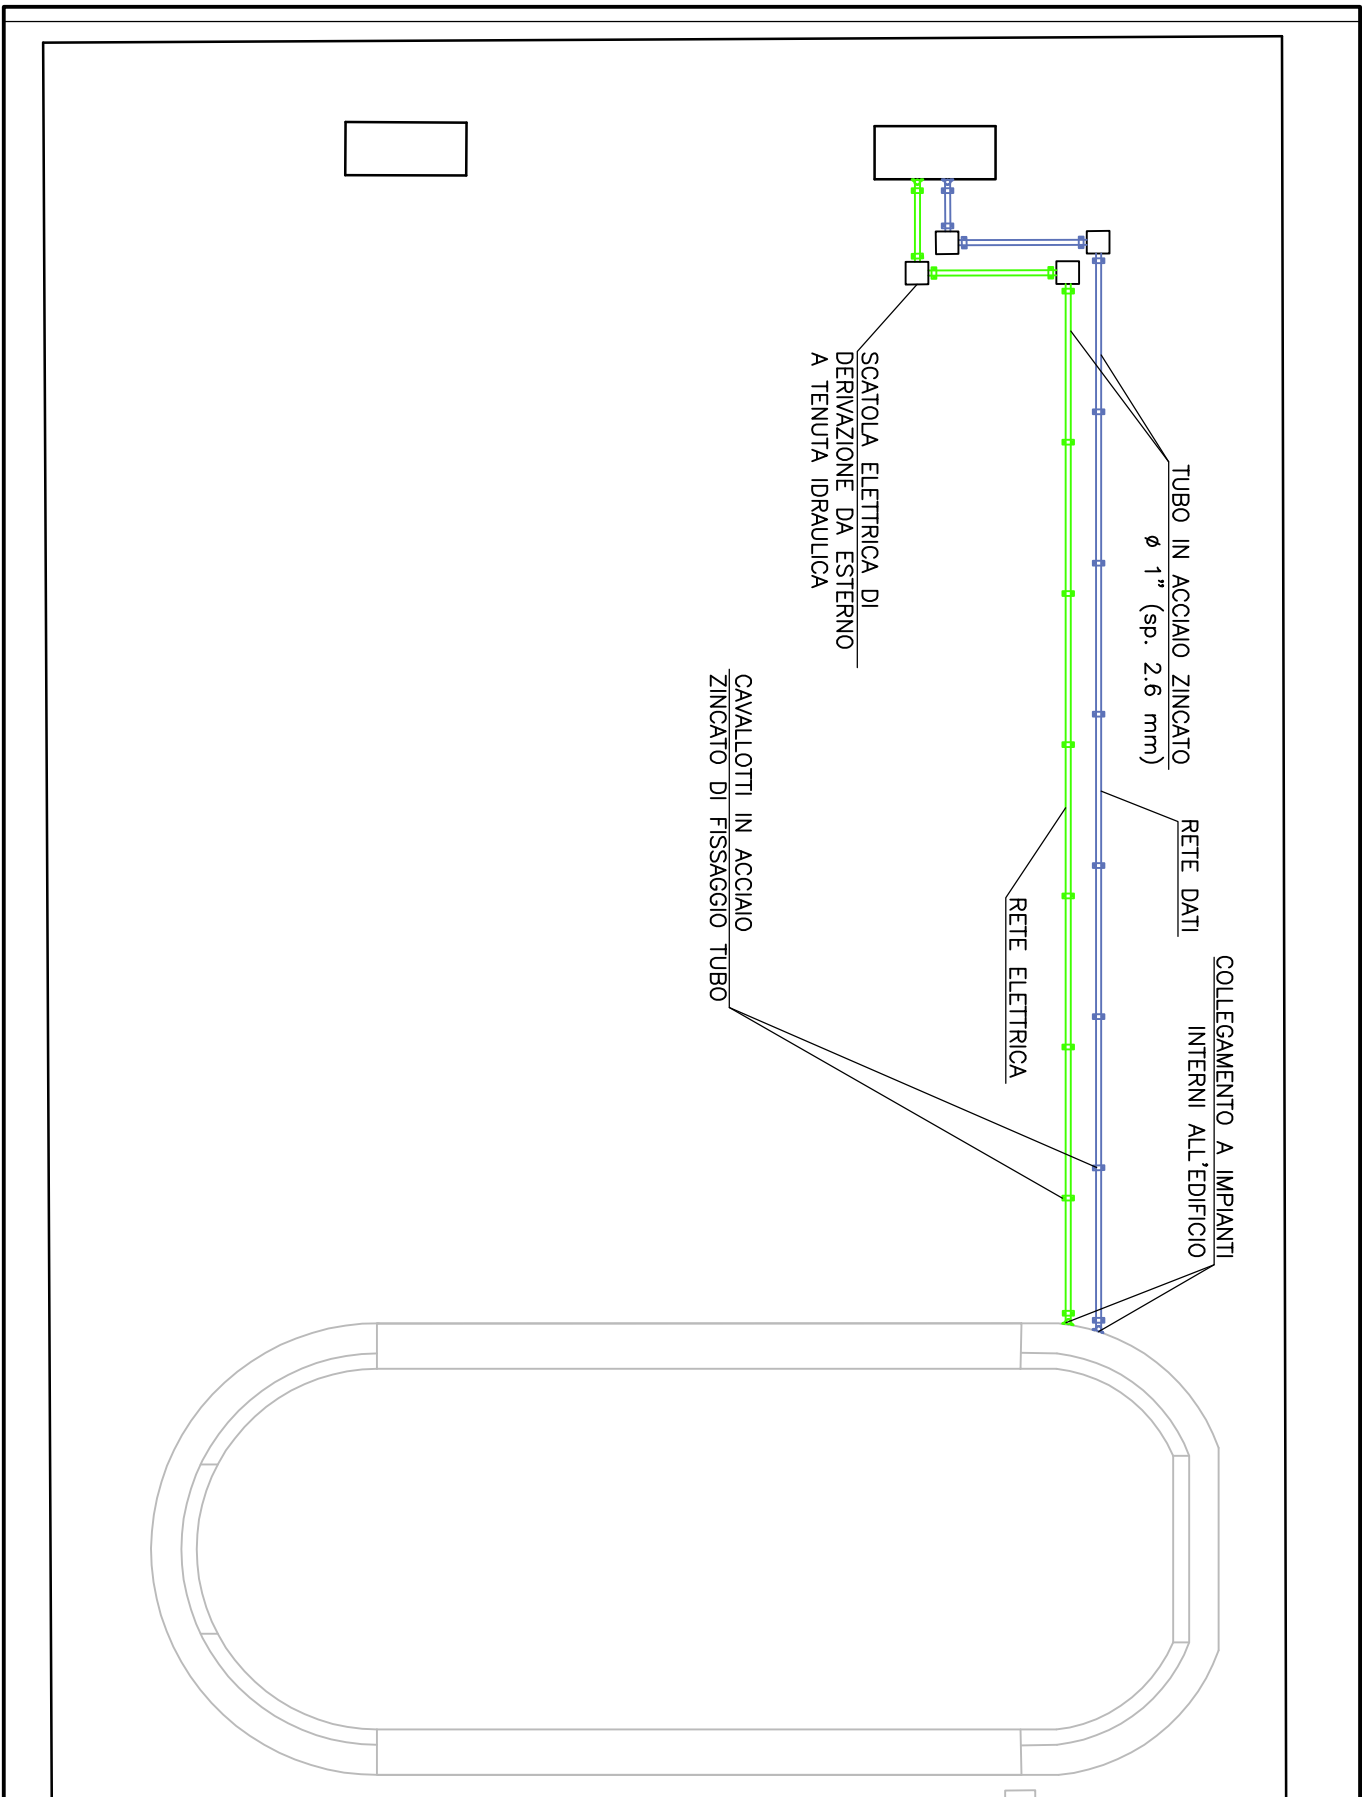 TUBO IN ACCIAIO ZINCATO
ø 1" (sp. 2.6 mm)
RETE DATI
COLLEGAMENTO A IMPIANTI
INTERNI ALL'EDIFICIO
RETE ELETTRICA
SCATOLA ELETTRICA DI
DERIVAZIONE DA ESTERNO
A TENUTA IDRAULICA
CAVALLOTTI IN ACCIAIO
ZINCATO DI FISSAGGIO TUBO